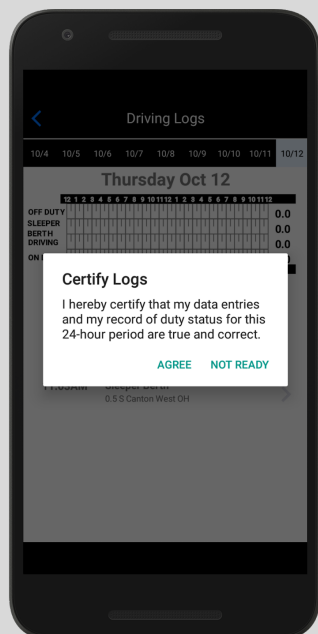 Driving Logs
10/4 10/5 10/6 10/7 10/8 10/9 10/10 10/11 10/12
Thursday Oct 12
12 1 2 3 4 5 6 7 8 9 10 11 12 1 2 3 4 5 6 7 8 9 10 11 12
OFF DUTY 0.0
SLEEPER
BERTH 0.0
DRIVING 0.0
ON
Certify Logs
I hereby certify that my data entries
and my record of duty status for this
24-hour period are true and correct.
AGREE NOT READY
Sleeper Berth
0.5 S Canton West OH